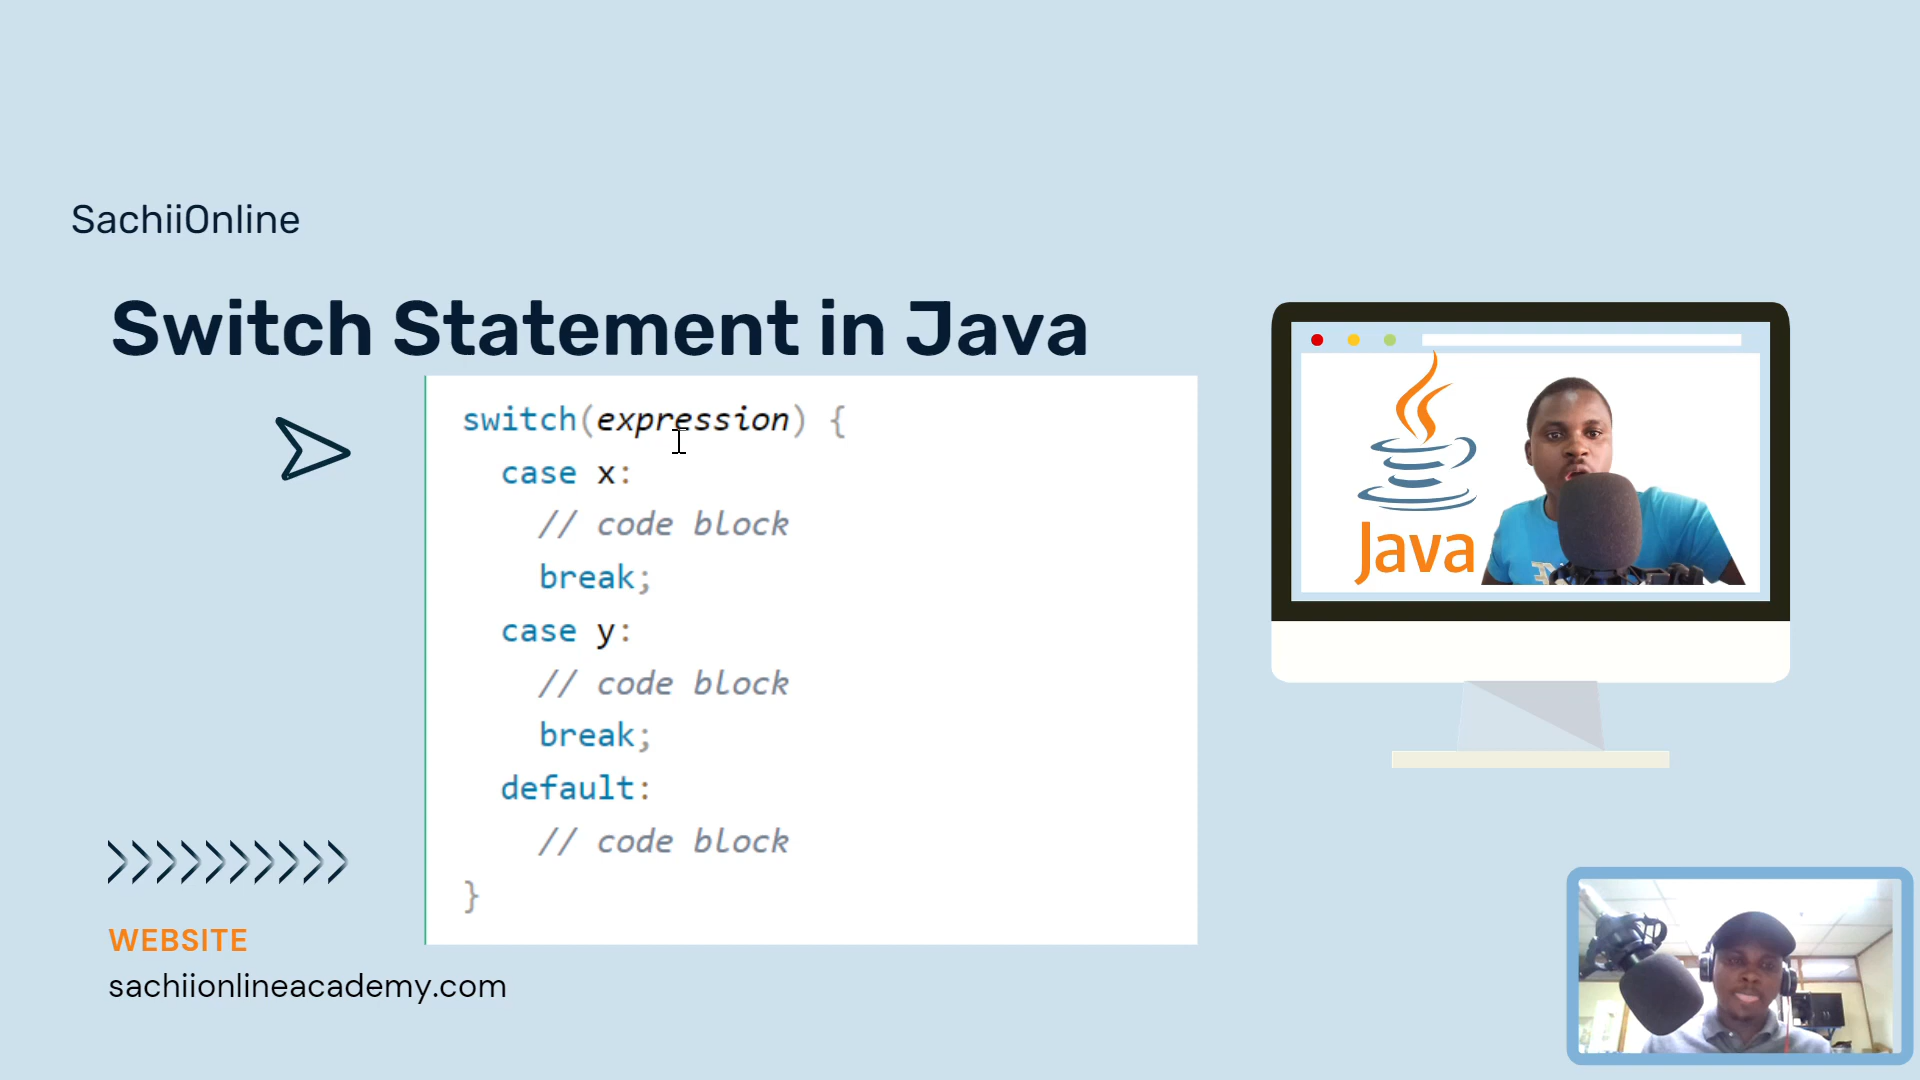 SachiiOnline
Switch Statement in Java
switch(expression) {
case x:
// code block
break;
case y:
// code block
break;
default:
// code block
}
Java
WEBSITE
sachiionlineacademy.com